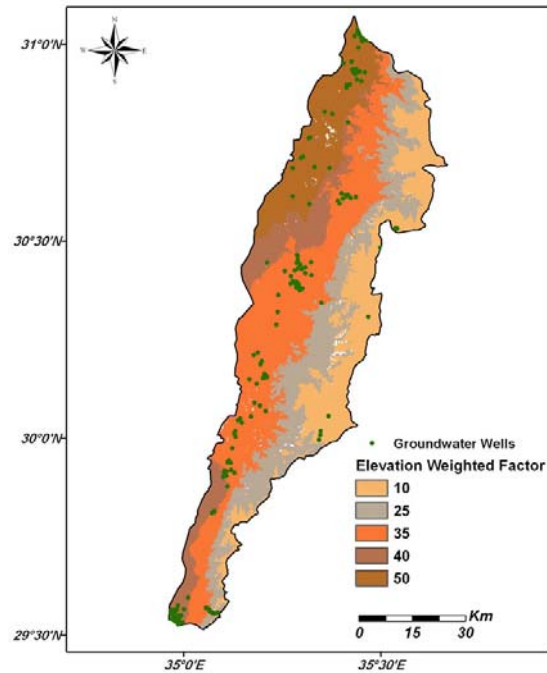 31°0'N
N
W
E
S
30°30'N
30°0'N
Groundwater Wells
Elevation Weighted Factor
10
25
35
40
50
Km
0 15 30
29°30'N
35°0'E 35°30'E